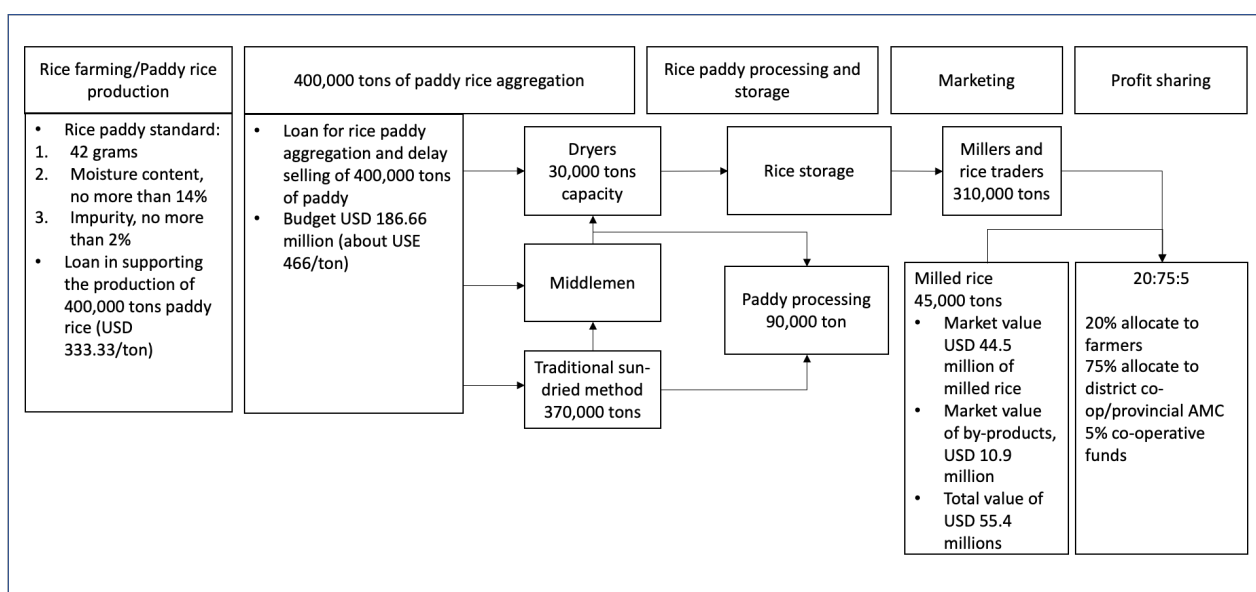 Rice farming/Paddy rice
production
400,000 tons of paddy rice aggregation
Rice paddy processing and
storage
Marketing
Profit sharing
• Rice paddy standard:
1. 42 grams
2. Moisture content,
no more than 14%
3. Impurity, no more
than 2%
• Loan in supporting
the production of
400,000 tons paddy
rice (USD
333.33/ton)
• Loan for rice paddy
aggregation and delay
selling of 400,000 tons
of paddy
• Budget USD 186.66
million (about USE
466/ton)
Dryers
30,000 tons
capacity
Middlemen
Traditional sun-
dried method
370,000 tons
Rice storage
Paddy processing
90,000 ton
Millers and
rice traders
310,000 tons
Milled rice
45,000 tons
• Market value
USD 44.5
million of
milled rice
• Market value
of by-products,
USD 10.9
million
• Total value of
USD 55.4
millions
20:75:5
20% allocate to
farmers
75% allocate to
district co-
op/provincial AMC
5% co-operative
funds